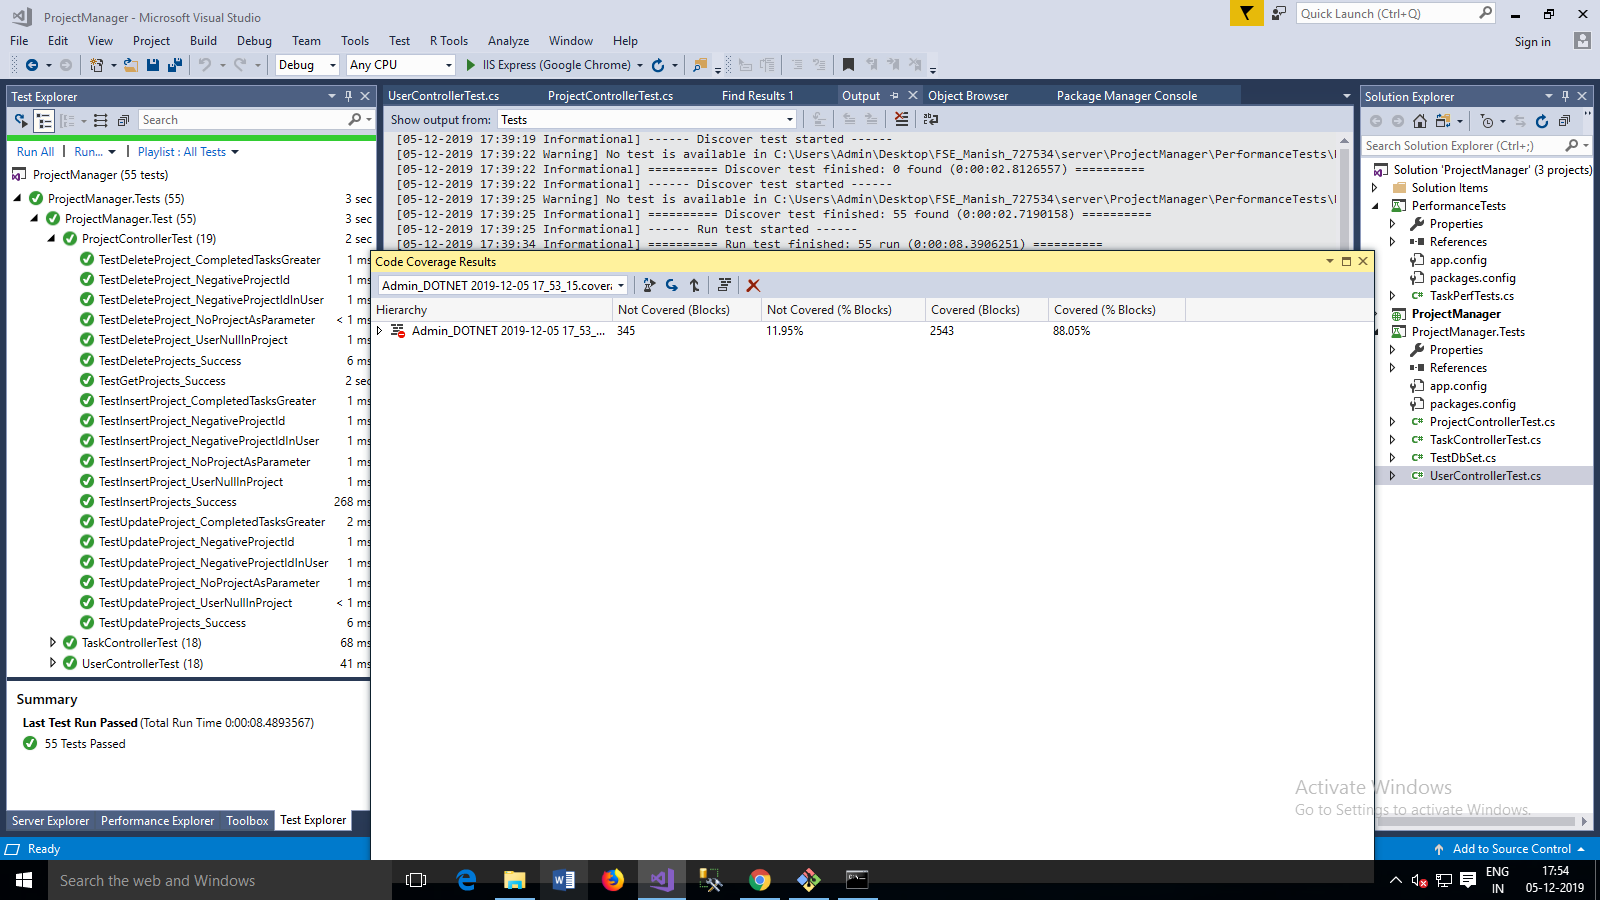 ProjectManager - Microsoft Visual Studio
Quick Launch (Ctrl+Q)
File Edit View Project Build Debug Team Tools Test R Tools Analyze Window Help
Sign in
Debug Any CPU IIS Express (Google Chrome)
Test Explorer
Search
Run All | Run... | Playlist : All Tests
ProjectManager (55 tests)
ProjectManager.Tests (55) 3 sec
ProjectManager.Test (55) 3 sec
ProjectControllerTest (19) 2 sec
TestDeleteProject_CompletedTasksGreater 1 ms
TestDeleteProject_NegativeProjectId 1 ms
TestDeleteProject_NegativeProjectIdInUser 1 ms
TestDeleteProject_NoProjectAsParameter < 1 ms
TestDeleteProject_UserNullInProject 1 ms
TestDeleteProjects_Success 6 ms
TestGetProjects_Success 2 sec
TestInsertProject_CompletedTasksGreater 1 ms
TestInsertProject_NegativeProjectId 1 ms
TestInsertProject_NegativeProjectIdInUser 1 ms
TestInsertProject_NoProjectAsParameter 1 ms
TestInsertProject_UserNullInProject 1 ms
TestInsertProjects_Success 268 ms
TestUpdateProject_CompletedTasksGreater 2 ms
TestUpdateProject_NegativeProjectId 1 ms
TestUpdateProject_NegativeProjectIdInUser 1 ms
TestUpdateProject_NoProjectAsParameter 1 ms
TestUpdateProject_UserNullInProject < 1 ms
TestUpdateProjects_Success 6 ms
TaskControllerTest (18) 68 ms
UserControllerTest (18) 41 ms
Summary
Last Test Run Passed (Total Run Time 0:00:08.4893567)
55 Tests Passed
Server Explorer Performance Explorer Toolbox Test Explorer
UserControllerTest.cs ProjectControllerTest.cs Find Results 1 Output Object Browser Package Manager Console
Show output from: Tests
[05-12-2019 17:39:19 Informational] ------ Discover test started ------
[05-12-2019 17:39:22 Warning] No test is available in C:\Users\Admin\Desktop\FSE_Manish_727534\server\ProjectManager\PerformanceTests\
[05-12-2019 17:39:22 Informational] ========== Discover test finished: 0 found (0:00:02.8126557) ==========
[05-12-2019 17:39:22 Informational] ------ Discover test started ------
[05-12-2019 17:39:25 Warning] No test is available in C:\Users\Admin\Desktop\FSE_Manish_727534\server\ProjectManager\PerformanceTests\
[05-12-2019 17:39:25 Informational] ========== Discover test finished: 55 found (0:00:02.7190158) ==========
[05-12-2019 17:39:25 Informational] ------ Run test started ------
[05-12-2019 17:39:34 Informational] ========== Run test finished: 55 run (0:00:08.3906251) ==========
Code Coverage Results
Admin_DOTNET 2019-12-05 17_53_15.covera
Hierarchy Not Covered (Blocks) Not Covered (% Blocks) Covered (Blocks) Covered (% Blocks)
Admin_DOTNET 2019-12-05 17_53_... 345 11.95% 2543 88.05%
Solution Explorer
Search Solution Explorer (Ctrl+;)
Solution 'ProjectManager' (3 projects)
Solution Items
PerformanceTests
Properties
References
app.config
packages.config
TaskPerfTests.cs
ProjectManager
ProjectManager.Tests
Properties
References
app.config
packages.config
ProjectControllerTest.cs
TaskControllerTest.cs
TestDbSet.cs
UserControllerTest.cs
Activate Windows
Go to Settings to activate Windows.
Ready
Add to Source Control
Search the web and Windows
ENG
IN
17:54
05-12-2019